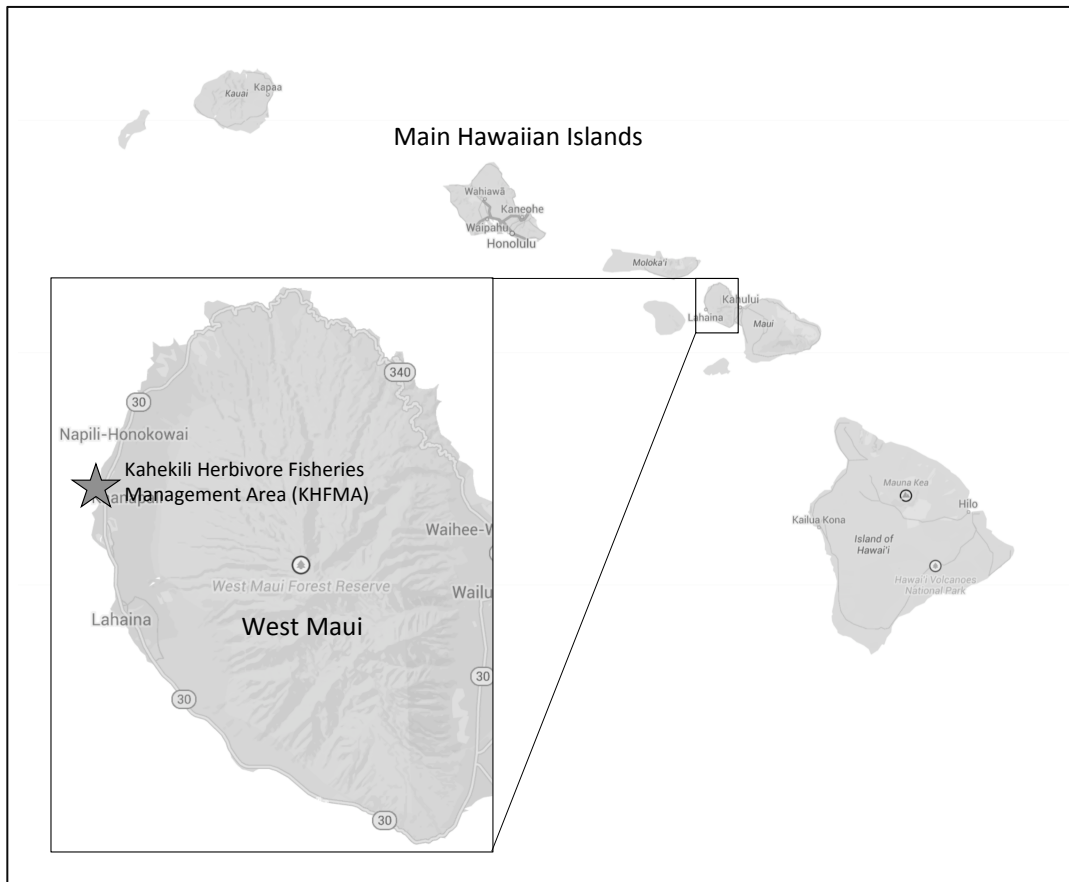 Kapaa
Kauai
Main Hawaiian Islands
Wahiawā
Kaneohe
Waipahu
Honolulu
Moloka'i
Kahului
Lahaina
Maui
340
30
Napili-Honokowai
Kahekili Herbivore Fisheries
Management Area (KHFMA)
Waihee-W
West Maui Forest Reserve
Wailu
Lahaina
West Maui
30
30
30
Mauna Kea
Hilo
Kailua Kona
Island of
Hawai'i
Hawai'i Volcanoes
National Park